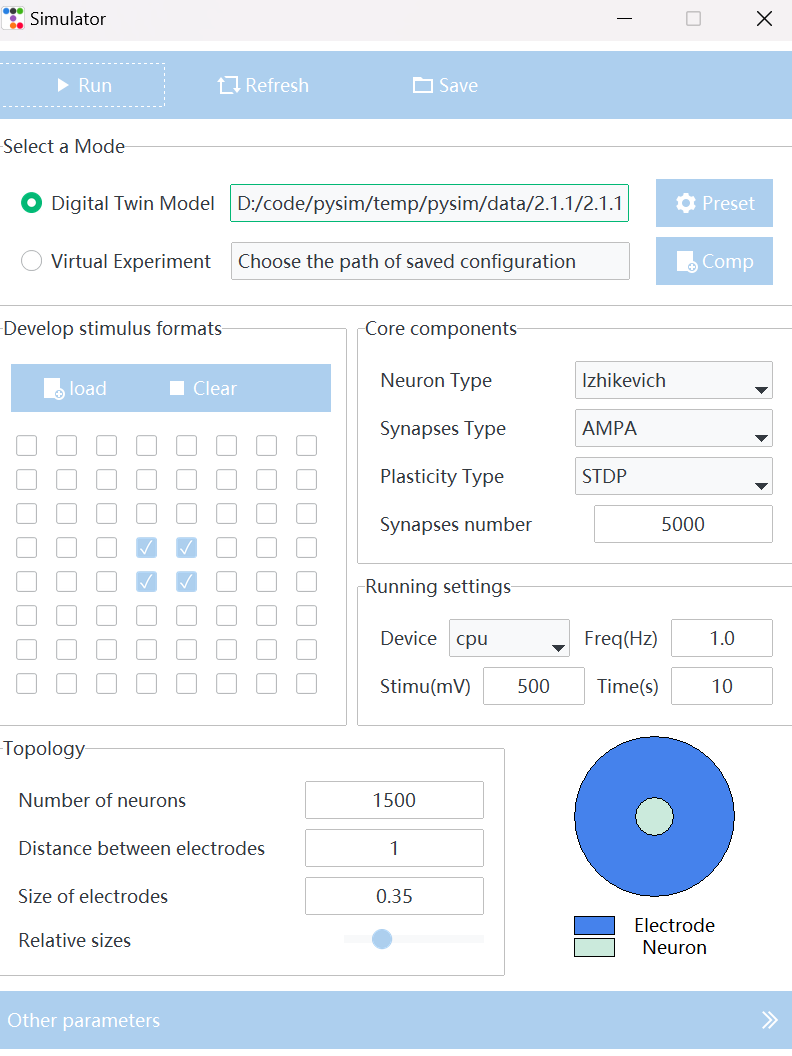 Simulator
Run Refresh Save
Select a Mode
Digital Twin Model D:/code/pysim/temp/pysim/data/2.1.1/2.1.1 Preset
Virtual Experiment Choose the path of saved configuration Comp
Develop stimulus formats
load Clear
Core components
Neuron Type Izhikevich
Synapses Type AMPA
Plasticity Type STDP
Synapses number 5000
Running settings
Device cpu Freq(Hz) 1.0
Stimu(mV) 500 Time(s) 10
Topology
Number of neurons 1500
Distance between electrodes 1
Size of electrodes 0.35
Relative sizes
Electrode
Neuron
Other parameters